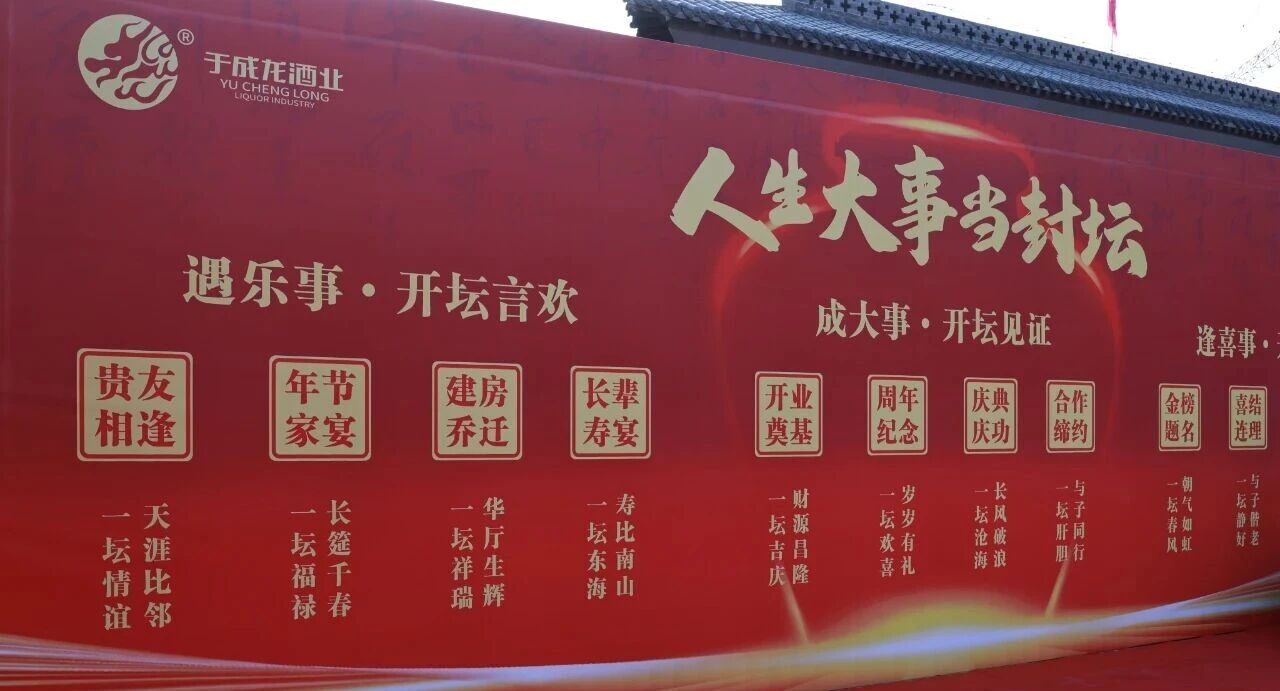 ®
于成龙酒业
YU CHENG LONG
LIQUOR INDUSTRY
人生大事当封坛
遇乐事·开坛言欢
贵友
相逢
天涯比邻
一坛情谊
年节
家宴
长筵千春
一坛福禄
建房
乔迁
华厅生辉
一坛祥瑞
长辈
寿宴
寿比南山
一坛东海
成大事·开坛见证
开业
奠基
财源昌隆
一坛吉庆
周年
纪念
岁岁有礼
一坛欢喜
庆典
庆功
长风破浪
一坛沧海
合作
缔约
与子同行
一坛肝胆
逢喜事·
金榜
题名
朝气如虹
一坛春风
喜结
连理
与子偕老
一坛静好